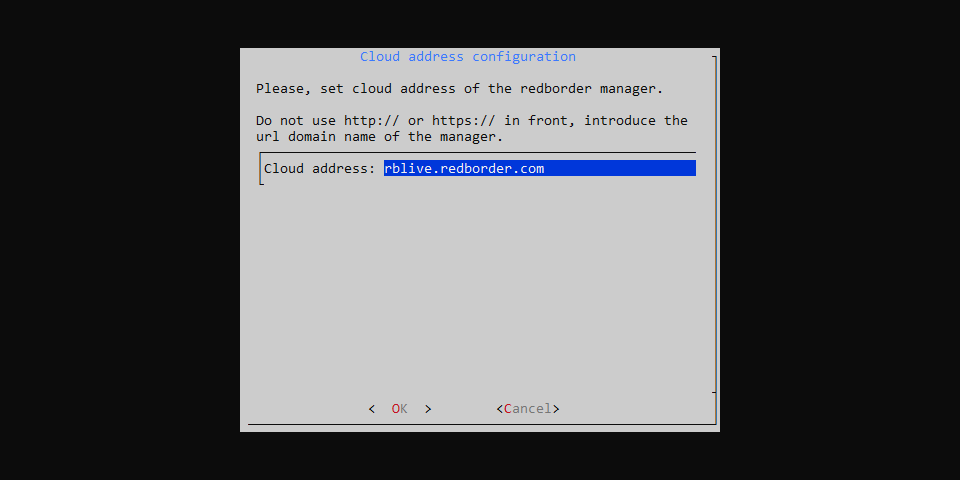 Cloud address configuration
Please, set cloud address of the redborder manager.
Do not use http:// or https:// in front, introduce the
url domain name of the manager.
Cloud address: rblive.redborder.com
<  OK  >        <Cancel>